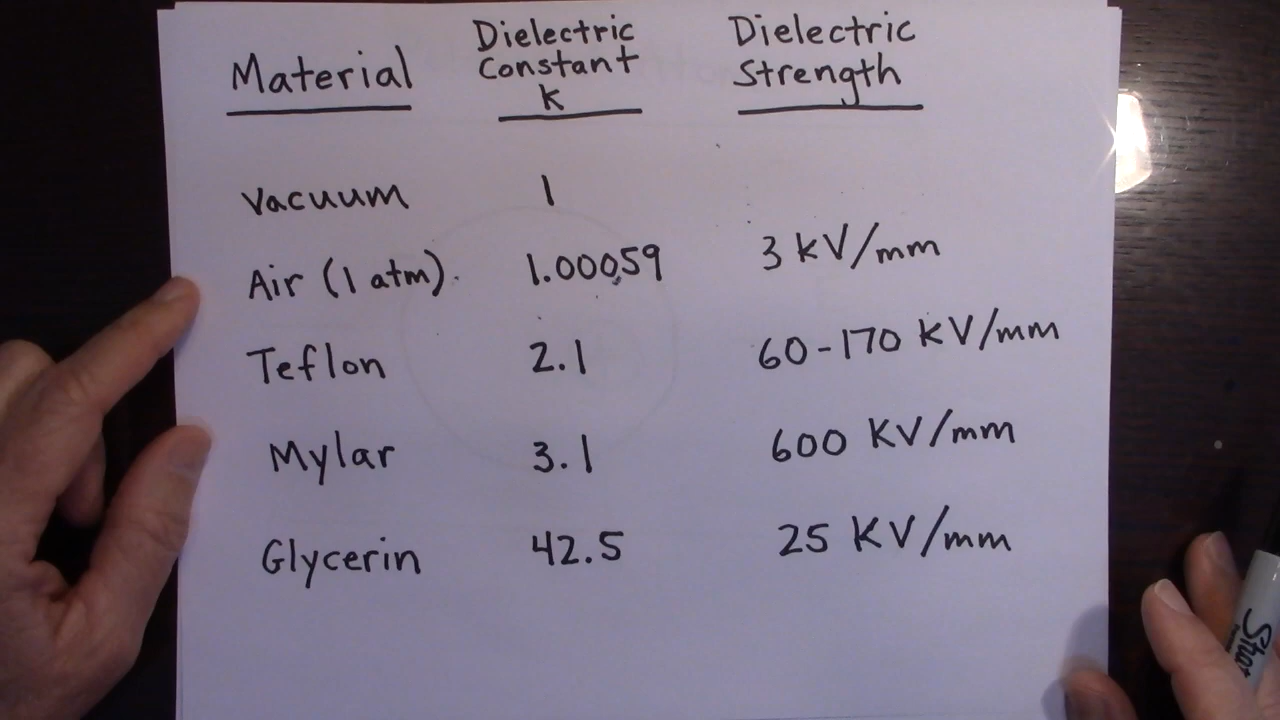 Material
Dielectric
Constant
K
Dielectric
Strength
Vacuum 1
Air (1 atm). 1.00059 3 kV/mm
Teflon 2.1 60-170 KV/mm
Mylar 3.1 600 KV/mm
Glycerin 42.5 25 KV/mm